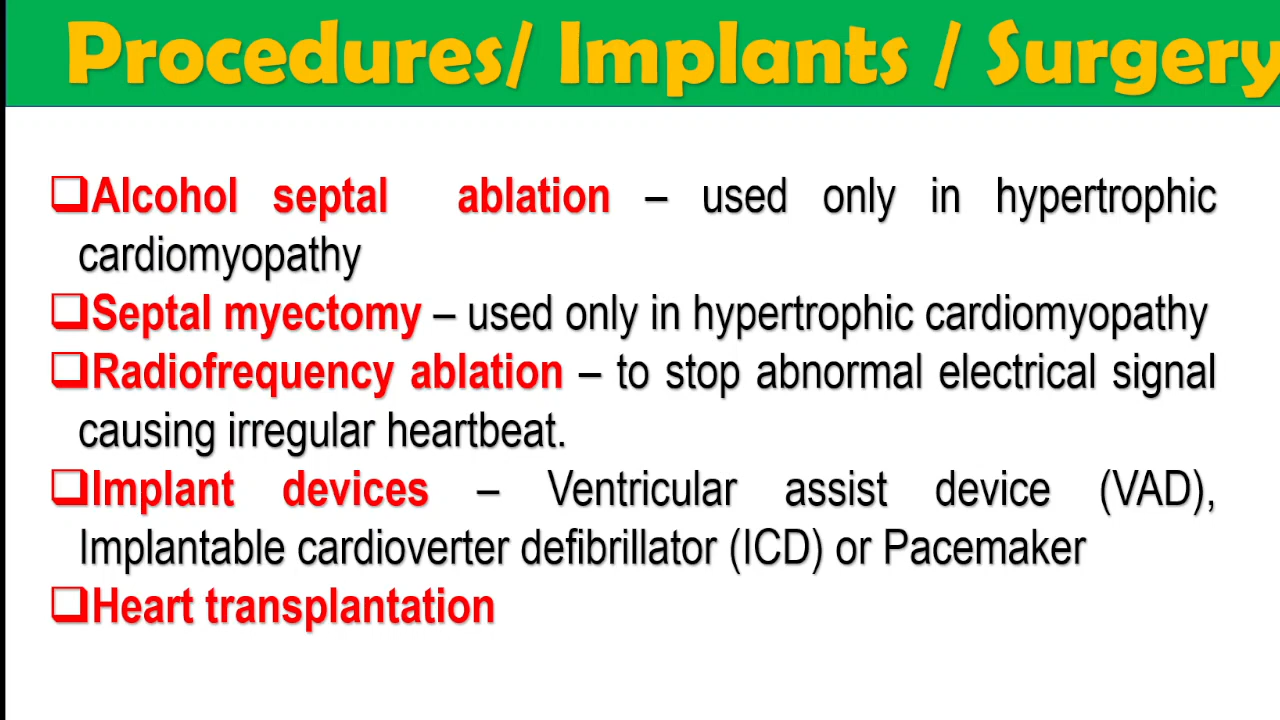 Procedures/ Implants / Surgery
❑Alcohol septal ablation – used only in hypertrophic
cardiomyopathy
❑Septal myectomy – used only in hypertrophic cardiomyopathy
❑Radiofrequency ablation – to stop abnormal electrical signal
causing irregular heartbeat.
❑Implant devices – Ventricular assist device (VAD),
Implantable cardioverter defibrillator (ICD) or Pacemaker
❑Heart transplantation